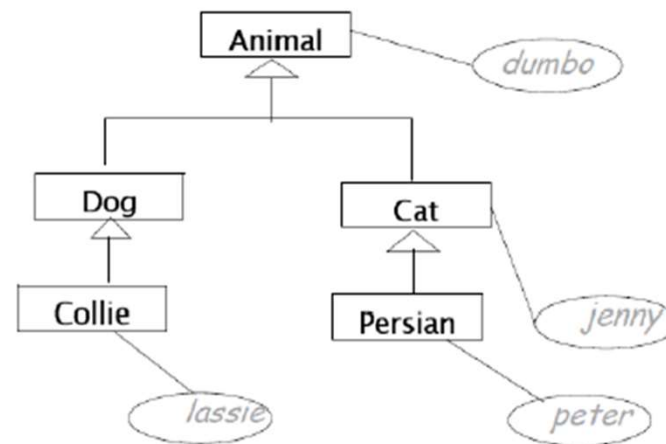 Animal
dumbo
Dog
Cat
Collie
Persian
jenny
lassie
peter